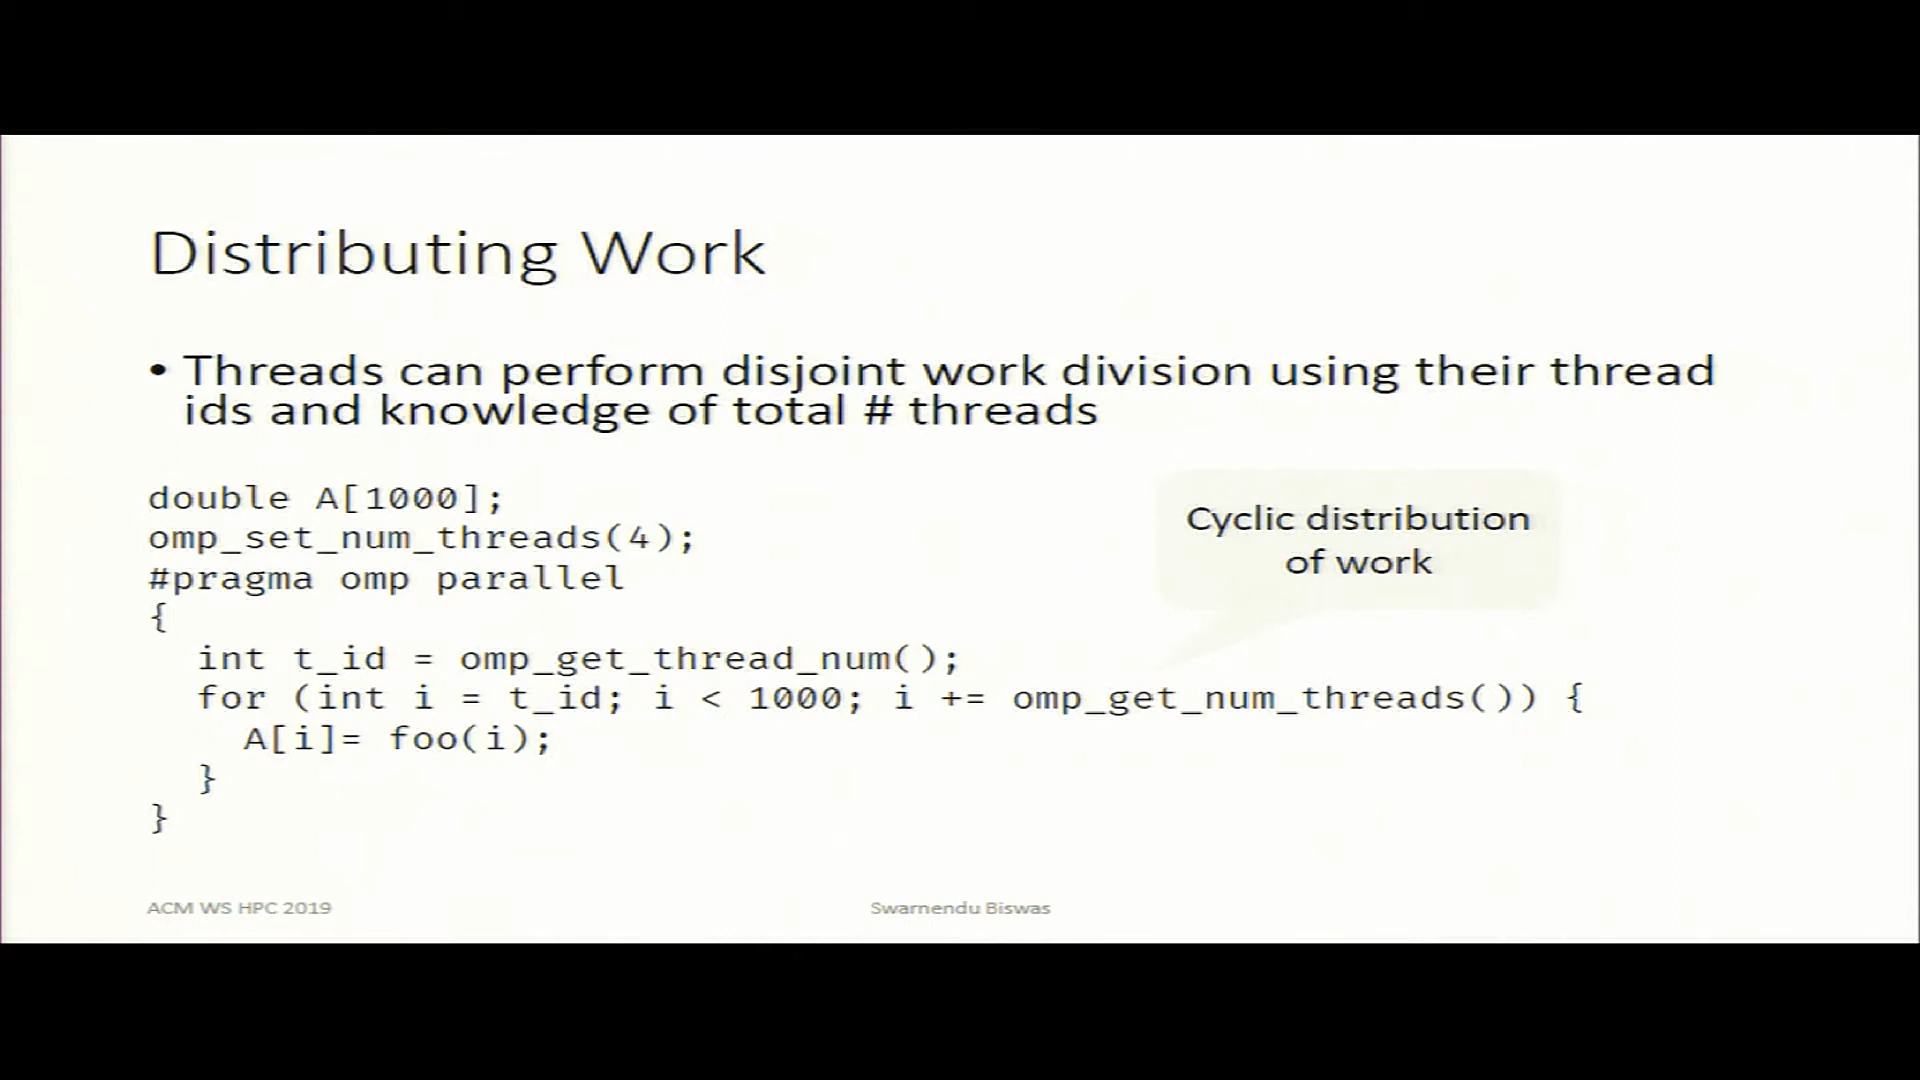 Distributing Work
• Threads can perform disjoint work division using their thread
ids and knowledge of total # threads
double A[1000];
omp_set_num_threads(4);
#pragma omp parallel
{
int t_id = omp_get_thread_num();
for (int i = t_id; i < 1000; i += omp_get_num_threads()) {
A[i]= foo(i);
}
}
Cyclic distribution
of work
ACM WS HPC 2019
Swarnendu Biswas